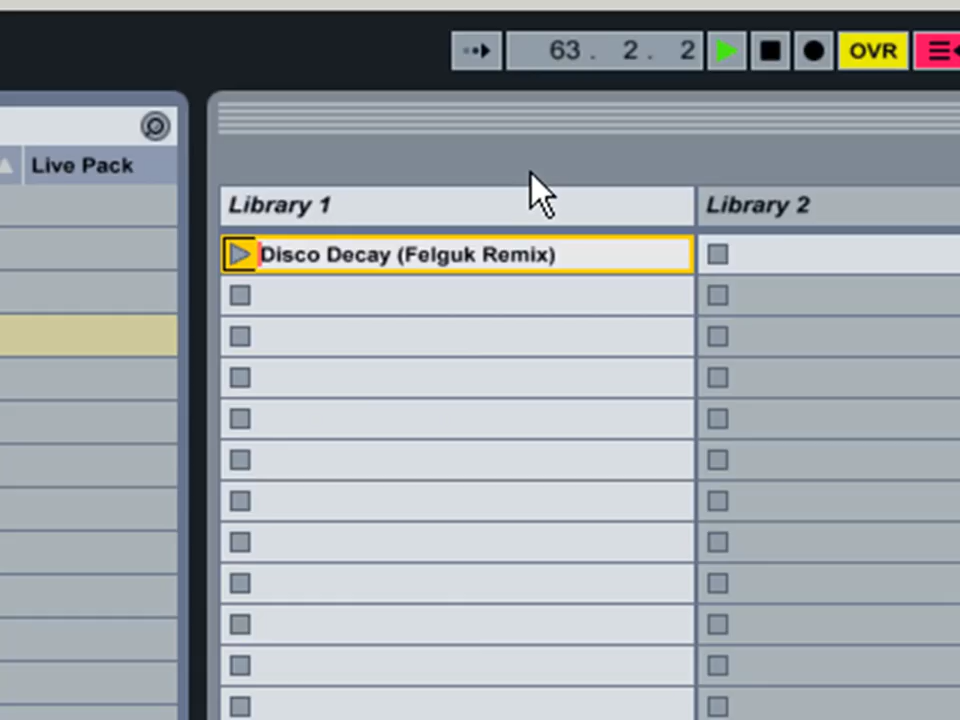 63. 2. 2 OVR
Live Pack
Library 1 Library 2
Disco Decay (Felguk Remix)